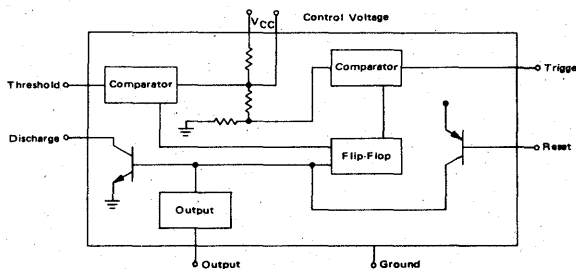 Control Voltage
VCC
Threshold
Comparator
Comparator
Trigge
Discharge
Flip-Flop
Reset
Output
Output
Ground